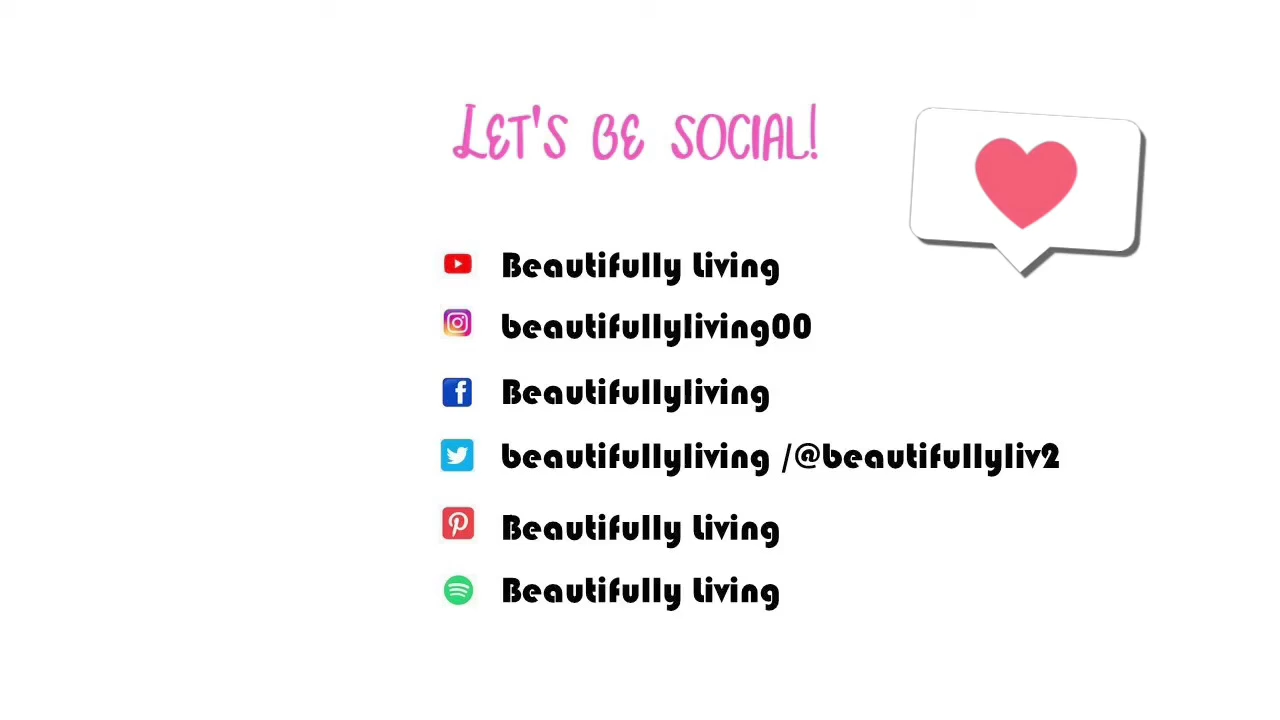 LET'S BE SOCIAL!
Beautifully Living
beautifullyliving00
Beautifullyliving
beautifullyliving /@beautifullyliv2
Beautifully Living
Beautifully Living